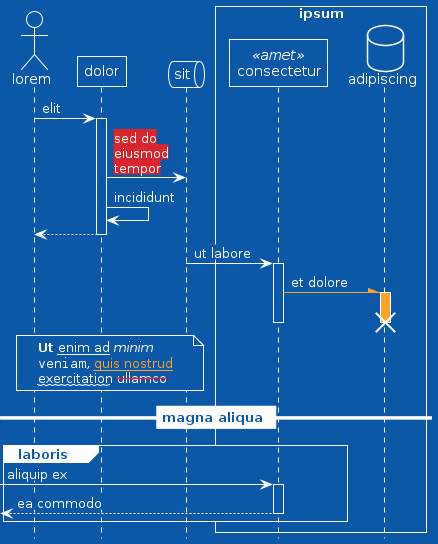 ipsum
lorem
dolor
sit
«amet»
consectetur
adipiscing
elit
sed do
eiusmod
tempor
incididunt
ut labore
et dolore
Ut enim ad minim
veniam, quis nostrud
exercitation ullamco
magna aliqua
laboris
aliquip ex
ea commodo